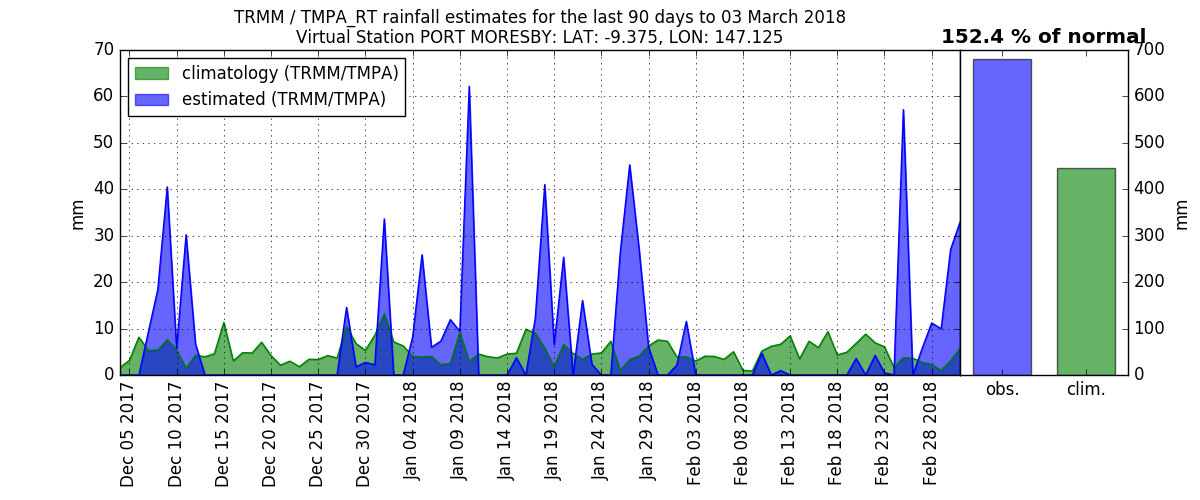 TRMM / TMPA_RT rainfall estimates for the last 90 days to 03 March 2018
Virtual Station PORT MORESBY: LAT: -9.375, LON: 147.125
152.4 % of normal
climatology (TRMM/TMPA)
estimated (TRMM/TMPA)
mm
70
60
50
40
30
20
10
0
Dec 05 2017
Dec 10 2017
Dec 15 2017
Dec 20 2017
Dec 25 2017
Dec 30 2017
Jan 04 2018
Jan 09 2018
Jan 14 2018
Jan 19 2018
Jan 24 2018
Jan 29 2018
Feb 03 2018
Feb 08 2018
Feb 13 2018
Feb 18 2018
Feb 23 2018
Feb 28 2018
obs.
clim.
700
600
500
400
300
200
100
0
mm